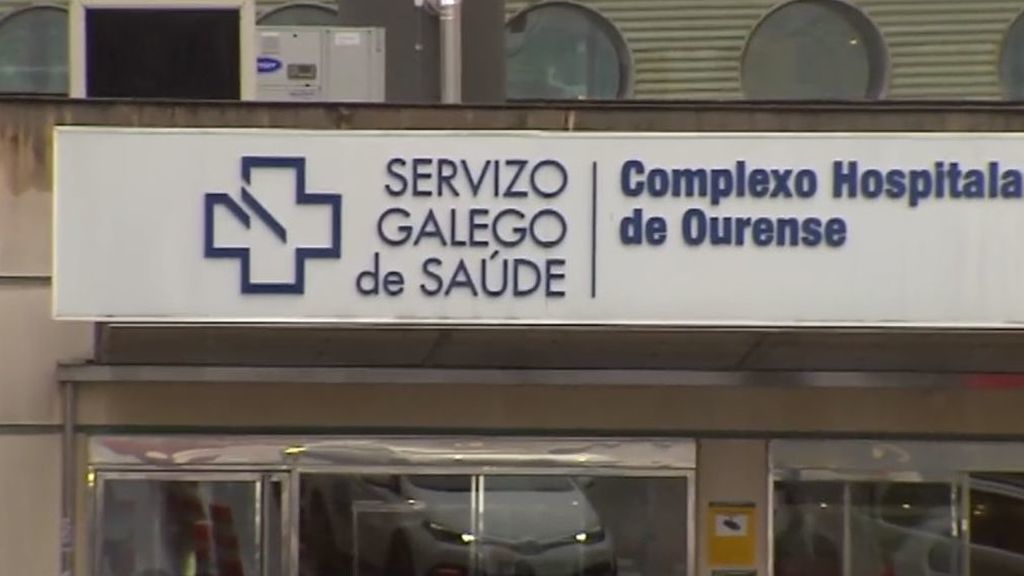 SERVIZO
GALEGO
de SAÚDE
Complexo Hospitala
de Ourense